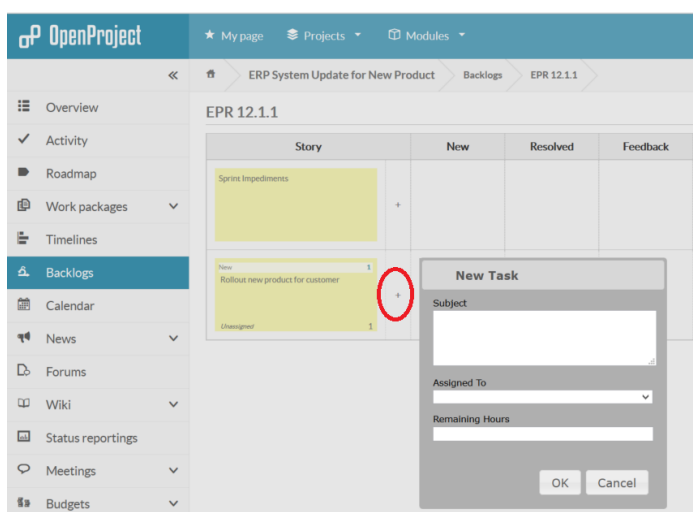 OpenProject
My page Projects Modules
«
ERP System Update for New Product Backlogs EPR 12.1.1
Overview
Activity
Roadmap
Work packages
Timelines
Backlogs
Calendar
News
Forums
Wiki
Status reportings
Meetings
Budgets
EPR 12.1.1
Story New Resolved Feedback
Sprint Impediments
+
New 1
Rollout new product for customer
+
Unassigned 1
New Task
Subject
Assigned To
Remaining Hours
OK Cancel